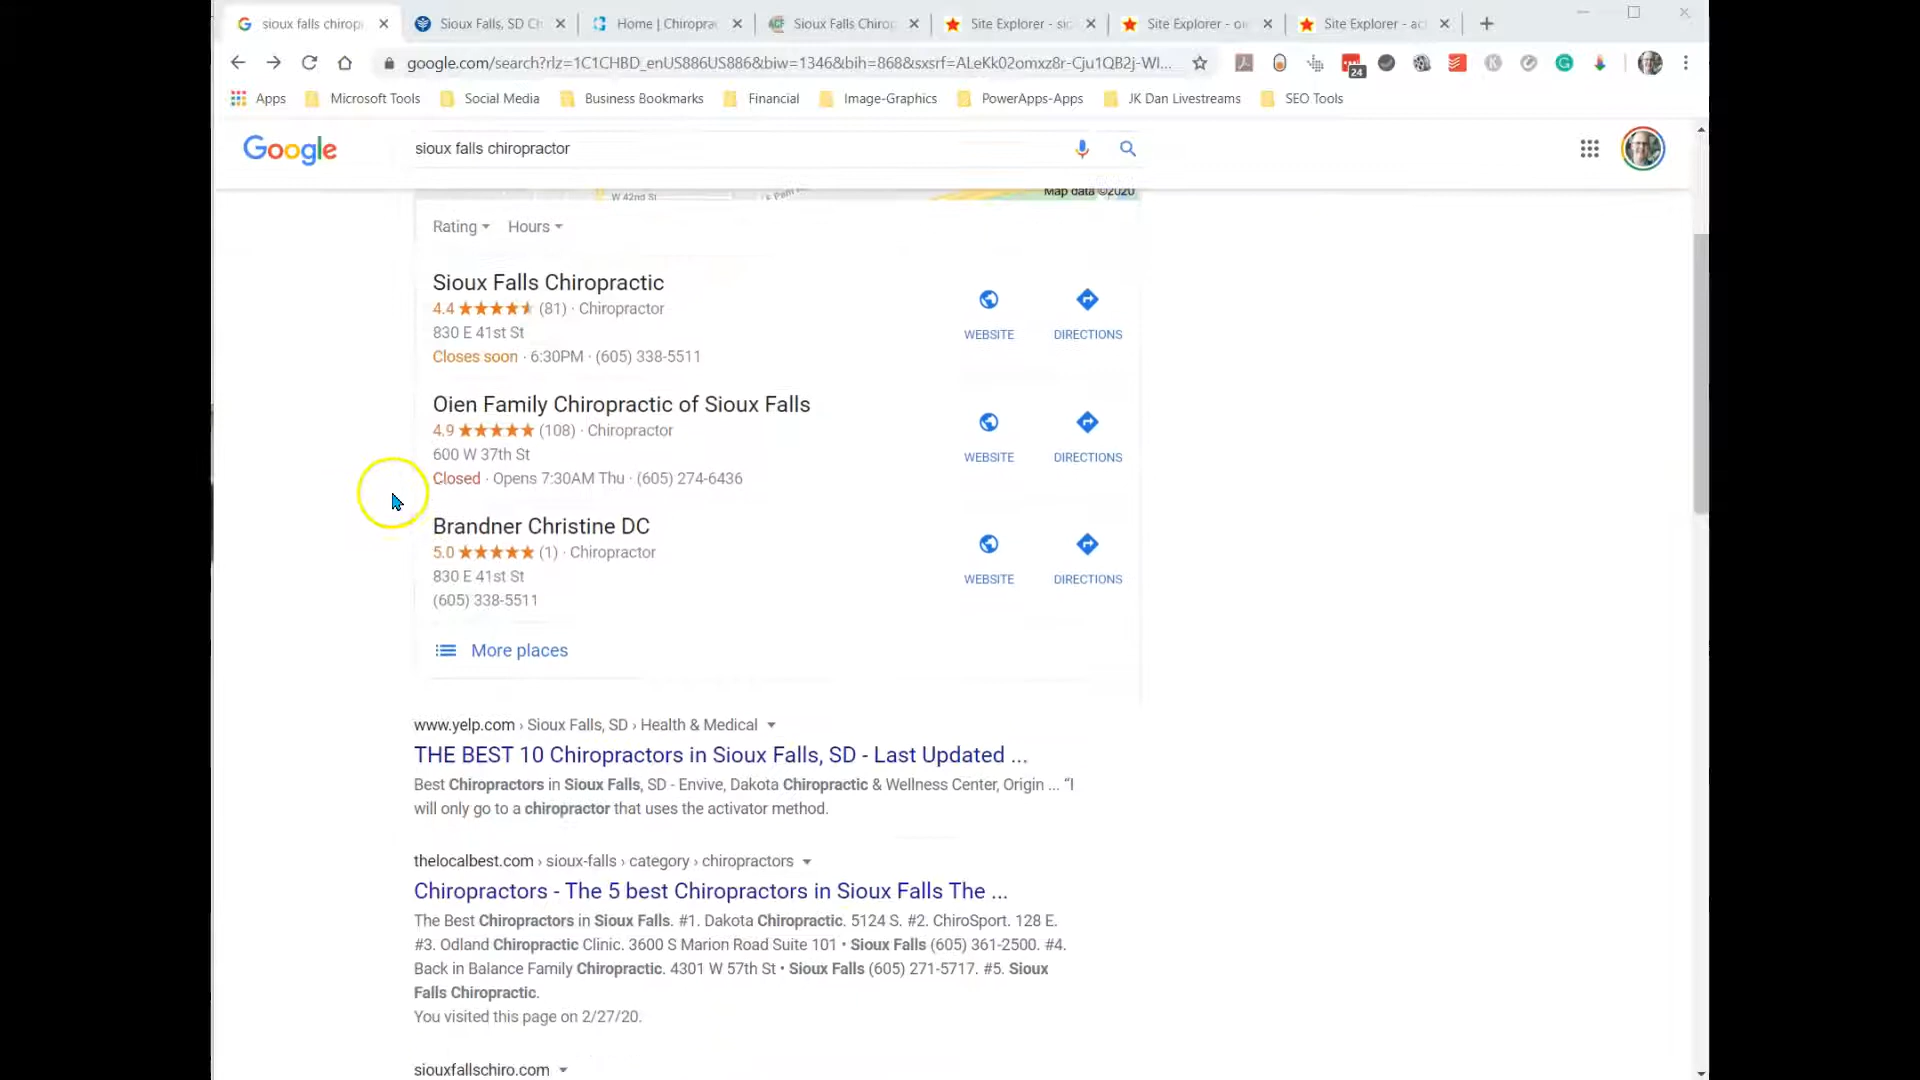 sioux falls chirop
Sioux Falls, SD Ch
Home | Chiroprac
Sioux Falls Chirop
Site Explorer - sio
Site Explorer - oi
Site Explorer - ac
google.com/search?rlz=1C1CHBD_enUS886US886&biw=1346&bih=868&sxsrf=ALeKk02omxz8r-Cju1QB2j-WI...
24
Apps
Microsoft Tools
Social Media
Business Bookmarks
Financial
Image-Graphics
PowerApps-Apps
JK Dan Livestreams
SEO Tools
Google
sioux falls chiropractor
W 42nd St
Map data ©2020
Rating
Hours
Sioux Falls Chiropractic
4.4 ★★★★★ (81) · Chiropractor
830 E 41st St
Closes soon · 6:30PM · (605) 338-5511
WEBSITE
DIRECTIONS
Oien Family Chiropractic of Sioux Falls
4.9 ★★★★★ (108) · Chiropractor
600 W 37th St
Closed · Opens 7:30AM Thu · (605) 274-6436
WEBSITE
DIRECTIONS
Brandner Christine DC
5.0 ★★★★★ (1) · Chiropractor
830 E 41st St
(605) 338-5511
WEBSITE
DIRECTIONS
More places
www.yelp.com › Sioux Falls, SD › Health & Medical
THE BEST 10 Chiropractors in Sioux Falls, SD - Last Updated ...
Best Chiropractors in Sioux Falls, SD - Envive, Dakota Chiropractic & Wellness Center, Origin ... “I
will only go to a chiropractor that uses the activator method.
thelocalbest.com › sioux-falls › category › chiropractors
Chiropractors - The 5 best Chiropractors in Sioux Falls The ...
The Best Chiropractors in Sioux Falls. #1. Dakota Chiropractic. 5124 S. #2. ChiroSport. 128 E.
#3. Odland Chiropractic Clinic. 3600 S Marion Road Suite 101 • Sioux Falls (605) 361-2500. #4.
Back in Balance Family Chiropractic. 4301 W 57th St • Sioux Falls (605) 271-5717. #5. Sioux
Falls Chiropractic.
You visited this page on 2/27/20.
siouxfallschiro.com